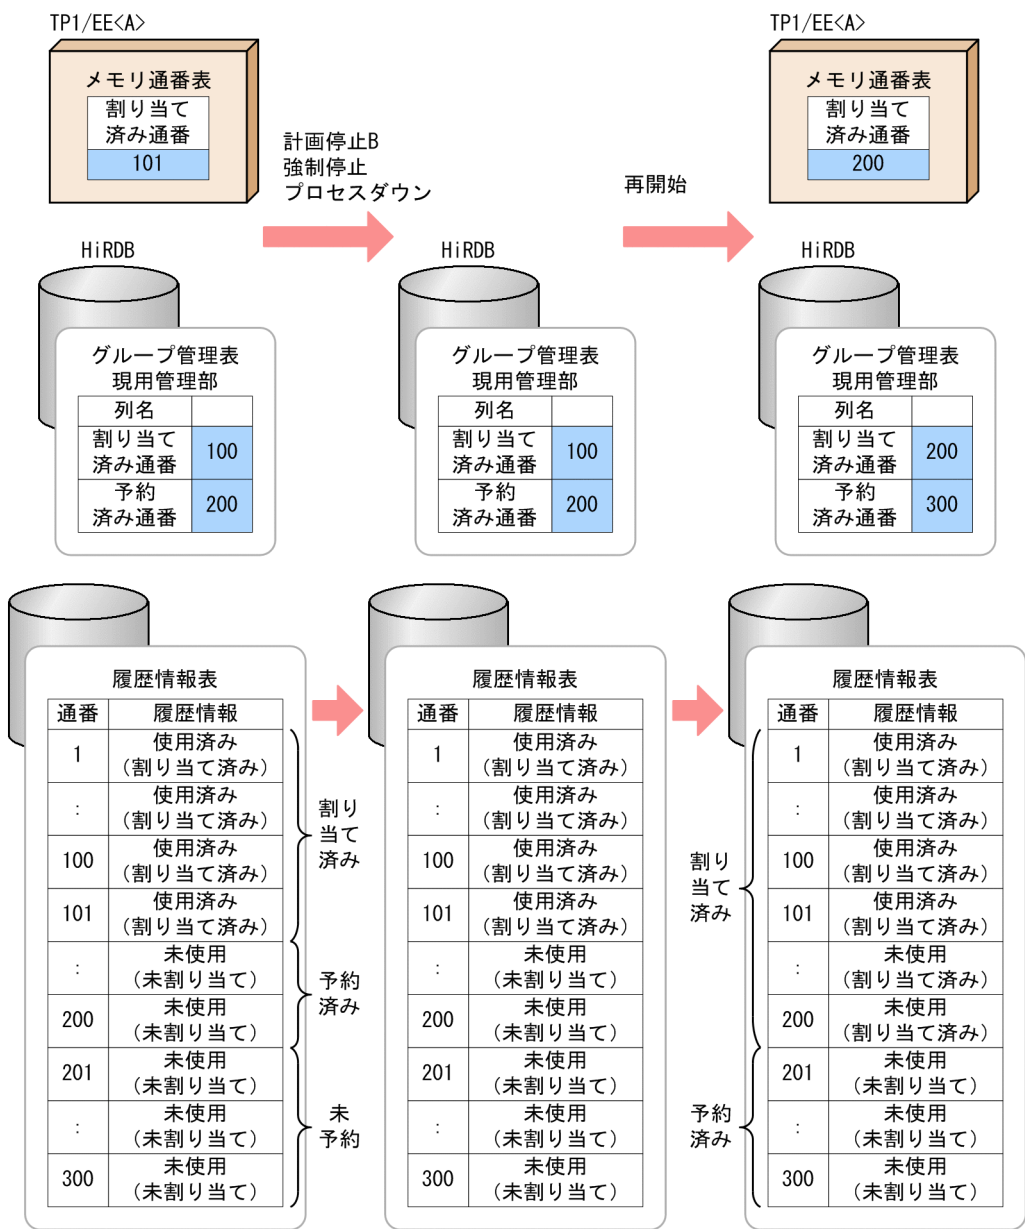 TP1/EE<A>
メモリ通番表
割り当て
済み通番
101
計画停止B
強制停止
プロセスダウン
再開始
TP1/EE<A>
メモリ通番表
割り当て
済み通番
200
HiRDB
グループ管理表
現用管理部
列名
割り当て
済み通番
100
予約
済み通番
200
HiRDB
グループ管理表
現用管理部
列名
割り当て
済み通番
100
予約
済み通番
200
HiRDB
グループ管理表
現用管理部
列名
割り当て
済み通番
200
予約
済み通番
300
履歴情報表
通番 履歴情報
1 使用済み
(割り当て済み)
: 使用済み
(割り当て済み)
100 使用済み
(割り当て済み)
101 使用済み
(割り当て済み)
: 未使用
(未割り当て)
200 未使用
(未割り当て)
201 未使用
(未割り当て)
: 未使用
(未割り当て)
300 未使用
(未割り当て)
割り
当て
済み
予約
済み
未
予約
履歴情報表
通番 履歴情報
1 使用済み
(割り当て済み)
: 使用済み
(割り当て済み)
100 使用済み
(割り当て済み)
101 使用済み
(割り当て済み)
: 未使用
(未割り当て)
200 未使用
(未割り当て)
201 未使用
(未割り当て)
: 未使用
(未割り当て)
300 未使用
(未割り当て)
割り
当て
済み
予約
済み
履歴情報表
通番 履歴情報
1 使用済み
(割り当て済み)
: 使用済み
(割り当て済み)
100 使用済み
(割り当て済み)
101 使用済み
(割り当て済み)
: 未使用
(割り当て済み)
200 未使用
(割り当て済み)
201 未使用
(未割り当て)
: 未使用
(未割り当て)
300 未使用
(未割り当て)